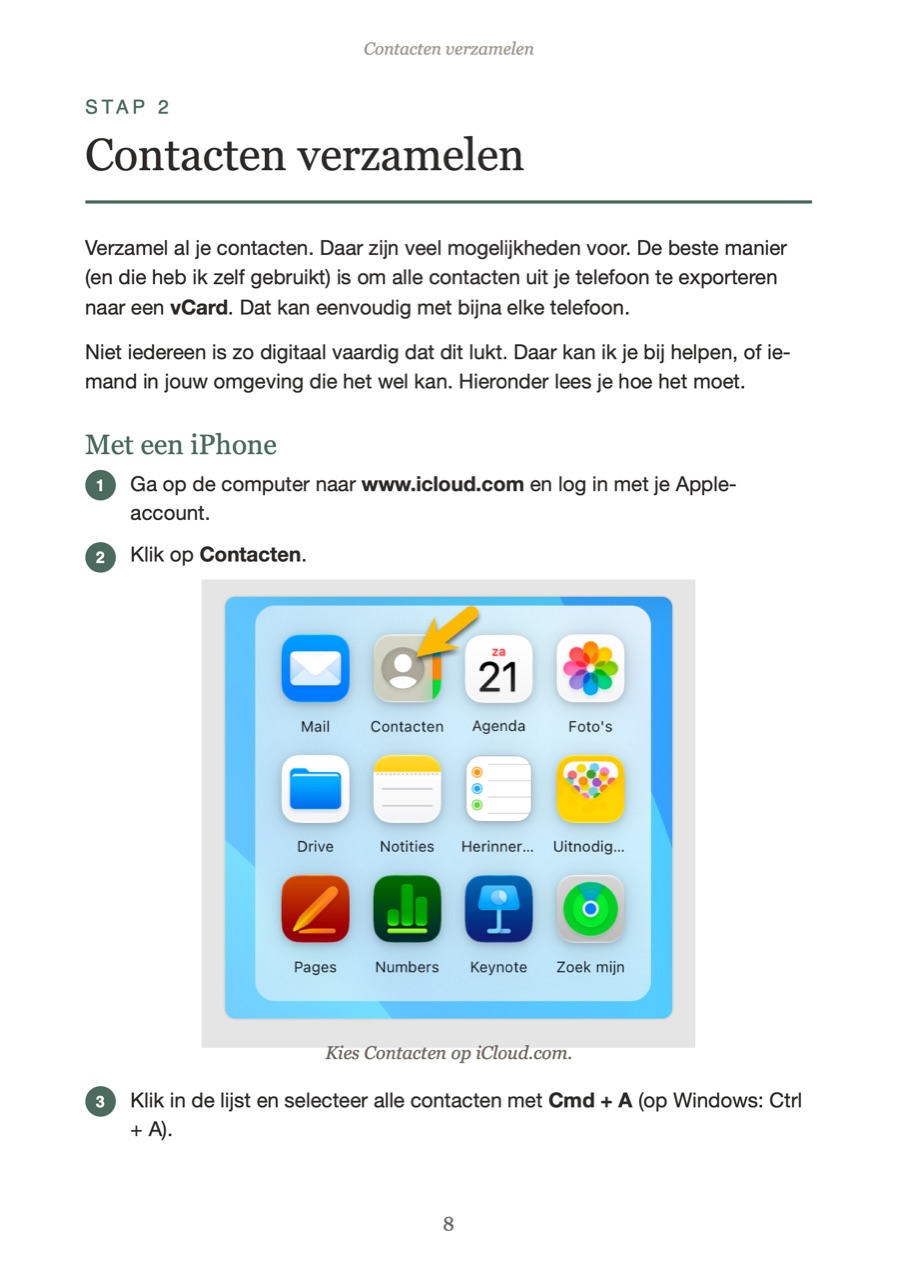 Contacten verzamelen
STAP 2
Contacten verzamelen
Verzamel al je contacten. Daar zijn veel mogelijkheden voor. De beste manier
(en die heb ik zelf gebruikt) is om alle contacten uit je telefoon te exporteren
naar een vCard. Dat kan eenvoudig met bijna elke telefoon.
Niet iedereen is zo digitaal vaardig dat dit lukt. Daar kan ik je bij helpen, of ie-
mand in jouw omgeving die het wel kan. Hieronder lees je hoe het moet.
Met een iPhone
1 Ga op de computer naar www.icloud.com en log in met je Apple-
account.
2 Klik op Contacten.
za
21
Mail Contacten Agenda Foto's
Drive Notities Herinner... Uitnodig...
Pages Numbers Keynote Zoek mijn
Kies Contacten op iCloud.com.
3 Klik in de lijst en selecteer alle contacten met Cmd + A (op Windows: Ctrl
+ A).
8